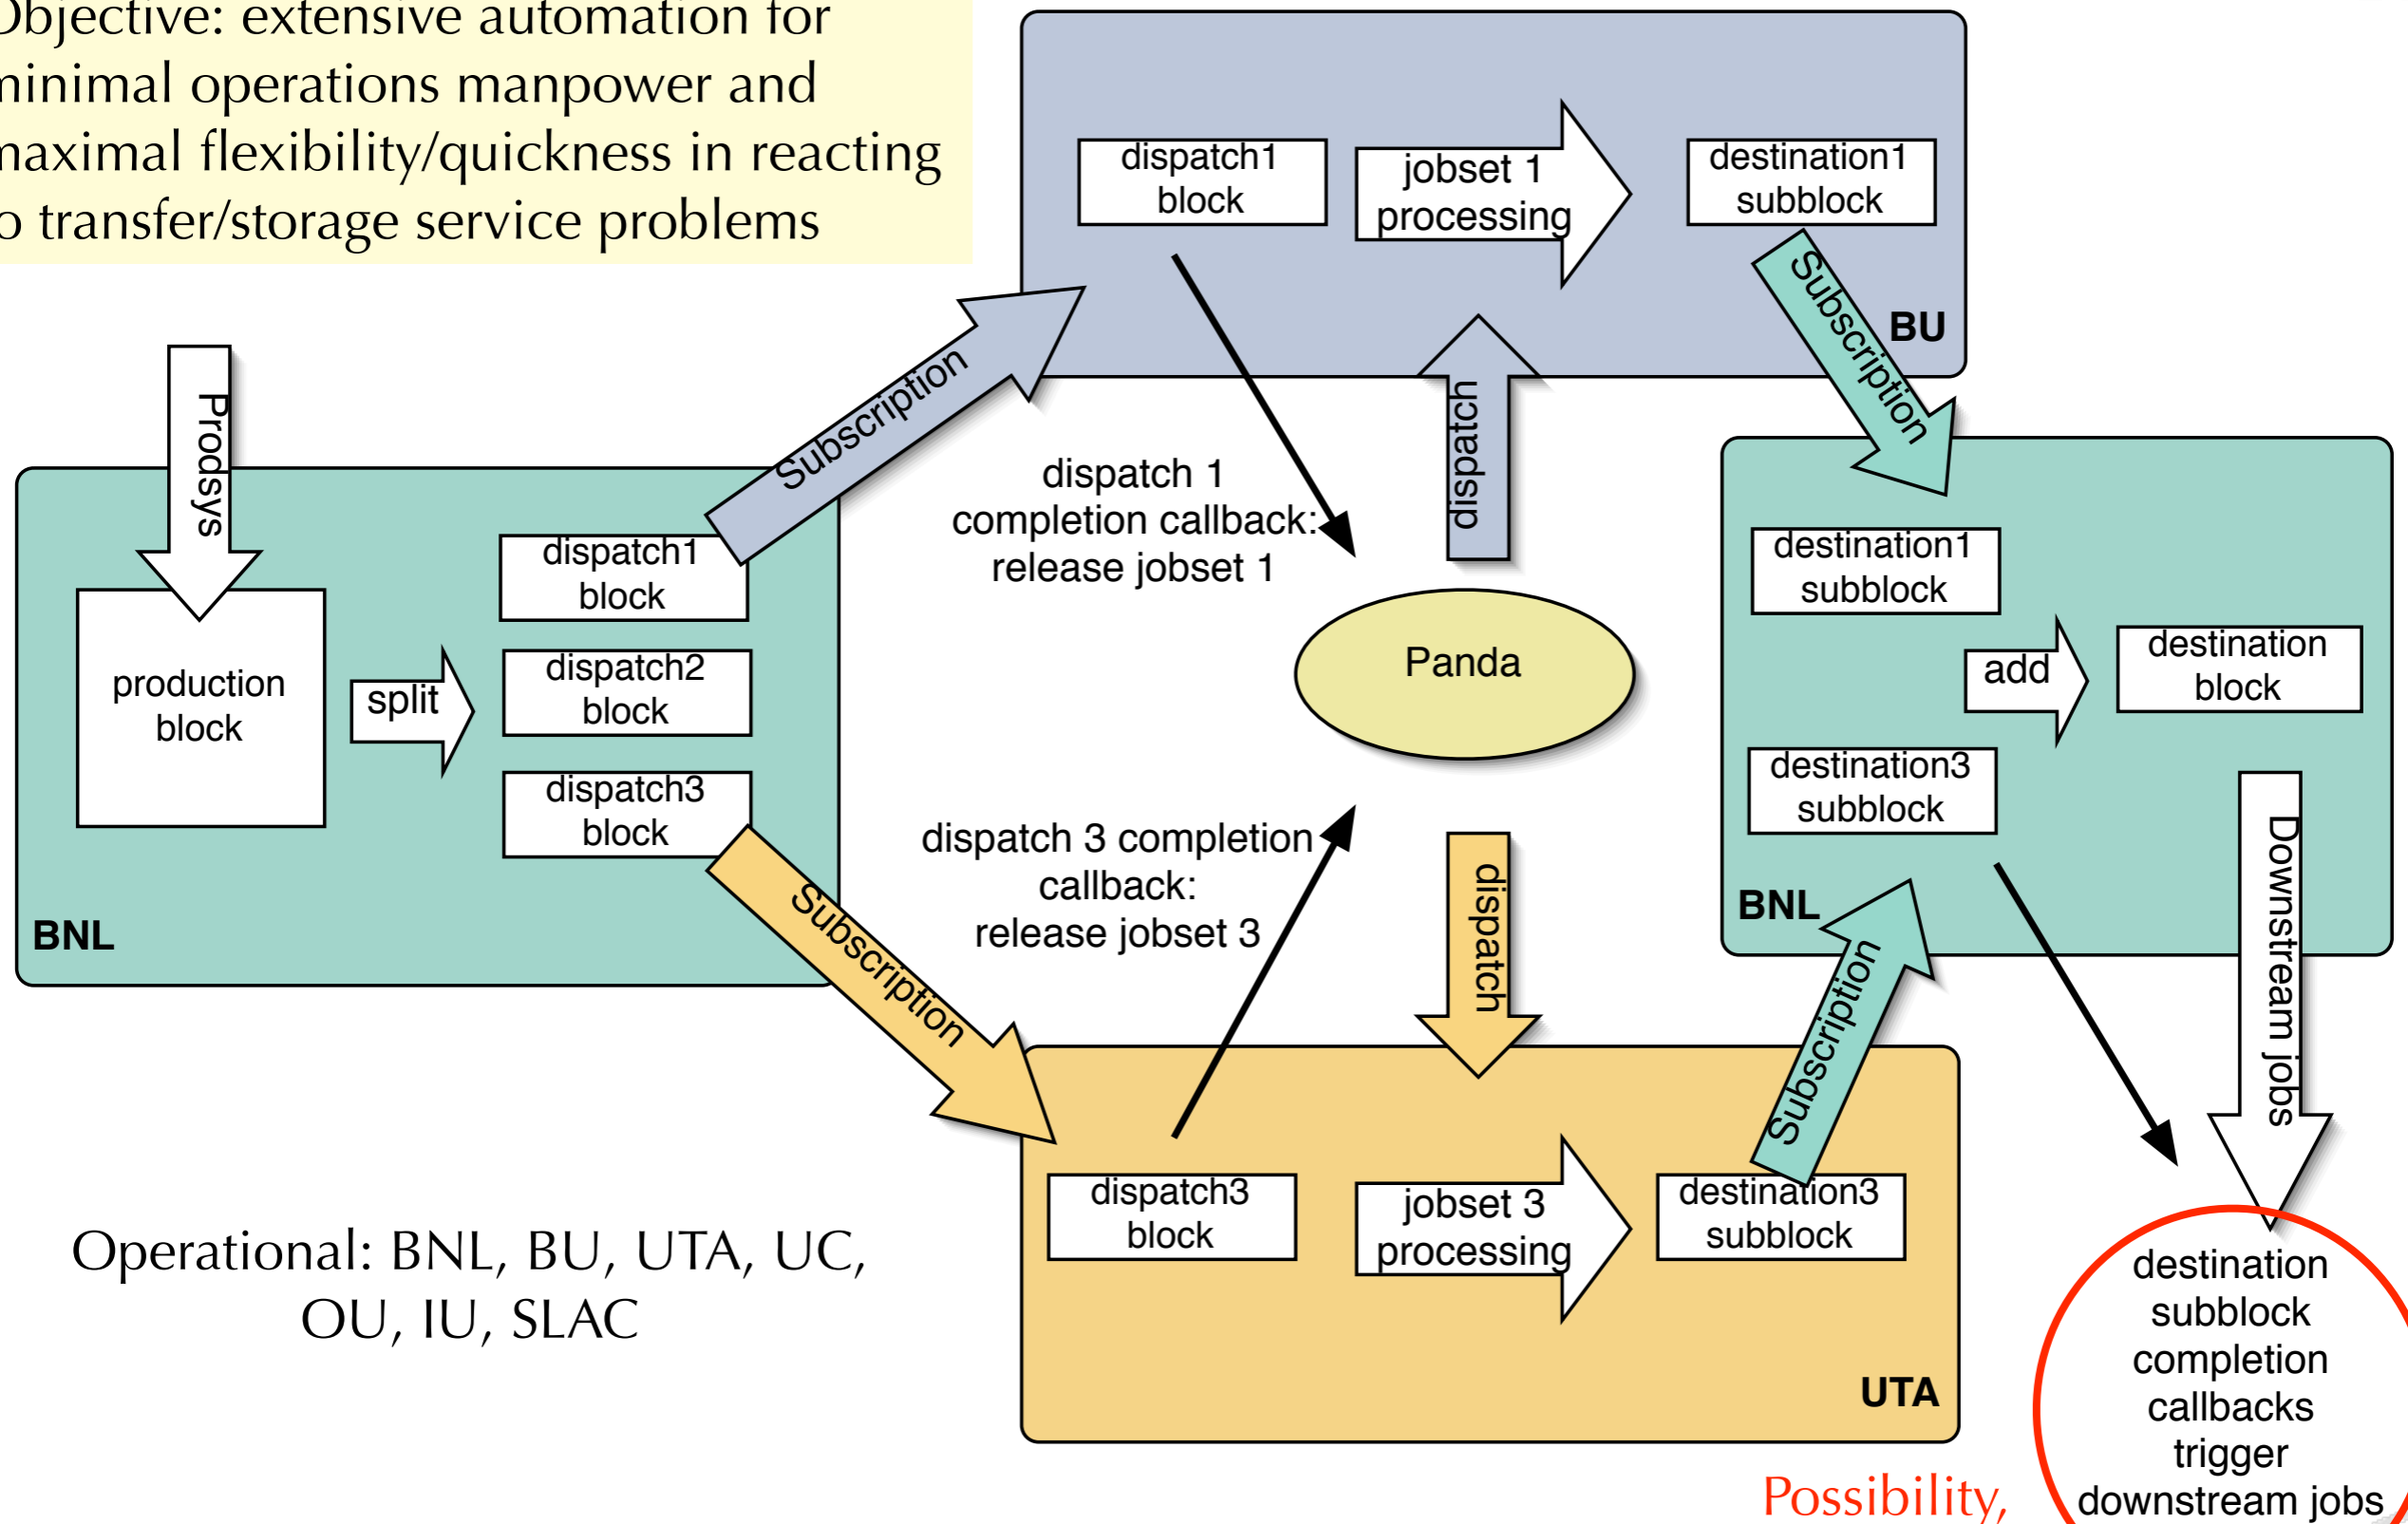 Objective: extensive automation for
minimal operations manpower and
maximal flexibility/quickness in reacting
to transfer/storage service problems
dispatch1
block
jobset 1
processing
destination1
subblock
BU
Subscription
Subscription
Prodsys
dispatch 1
completion callback:
release jobset 1
dispatch
production
block
split
dispatch1
block
dispatch2
block
dispatch3
block
BNL
Panda
destination1
subblock
add
destination
block
destination3
subblock
BNL
dispatch 3 completion
callback:
release jobset 3
dispatch
Subscription
Subscription
Downstream jobs
dispatch3
block
jobset 3
processing
destination3
subblock
UTA
Operational: BNL, BU, UTA, UC,
OU, IU, SLAC
destination
subblock
completion
callbacks
trigger
downstream jobs
Possibility,